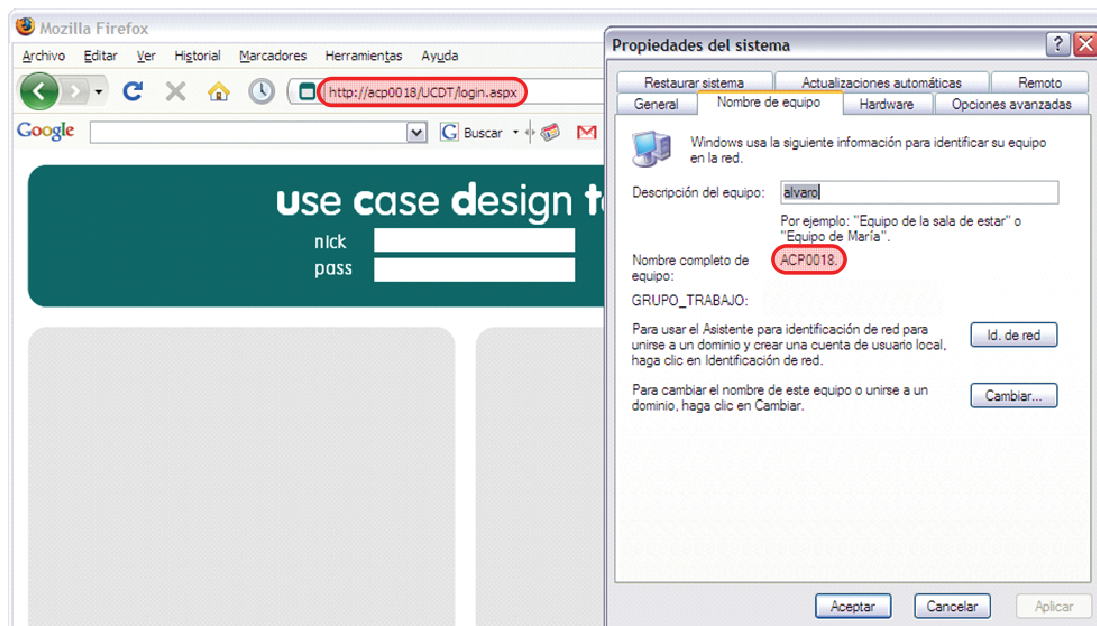 Mozilla Firefox
Archivo Editar Ver Historial Marcadores Herramientas Ayuda
http://acp0018/UCDT/login.aspx
Google
G Buscar
use case design
nick
pass
Propiedades del sistema
Restaurar sistema Actualizaciones automáticas Remoto
General Nombre de equipo Hardware Opciones avanzadas
Windows usa la siguiente información para identificar su equipo
en la red.
Descripción del equipo: alvaro
Por ejemplo: "Equipo de la sala de estar" o
"Equipo de María".
Nombre completo de
equipo:
ACP0018.
GRUPO_TRABAJO:
Para usar el Asistente para identificación de red para
unirse a un dominio y crear una cuenta de usuario local,
haga clic en Identificación de red.
Id. de red
Para cambiar el nombre de este equipo o unirse a un
dominio, haga clic en Cambiar.
Cambiar...
Aceptar Cancelar Aplicar